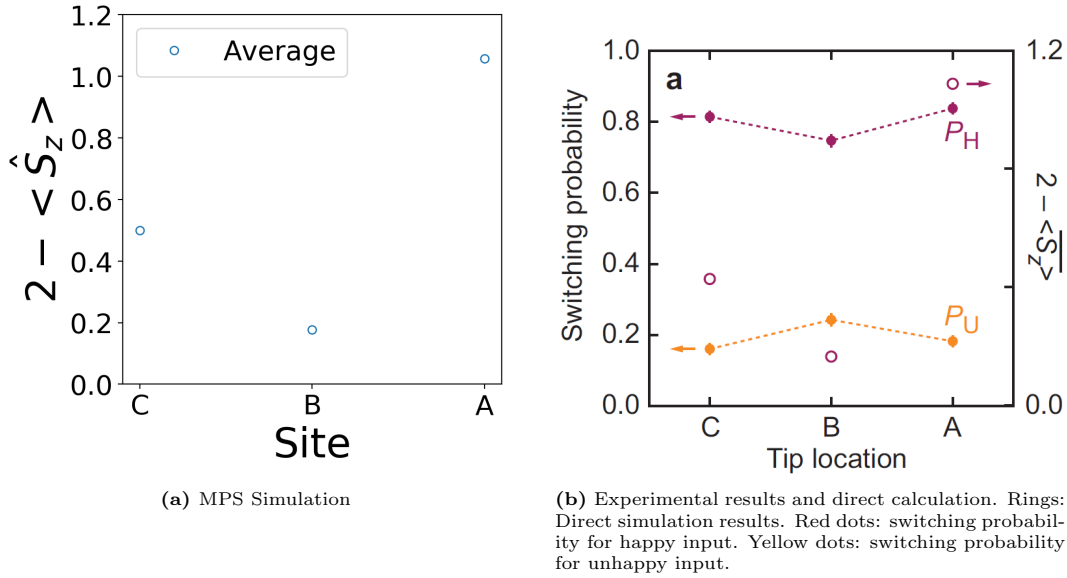 1.2
1.0
0.8
0.6
0.4
0.2
0.0
2 − < Ŝz >
Average
C B A
Site
(a) MPS Simulation
1.0
0.8
0.6
0.4
0.2
0.0
Switching probability
a
PH
PU
1.2
0.0
2 − <S̅z>
C B A
Tip location
(b) Experimental results and direct calculation. Rings:
Direct simulation results. Red dots: switching probabil-
ity for happy input. Yellow dots: switching probability
for unhappy input.